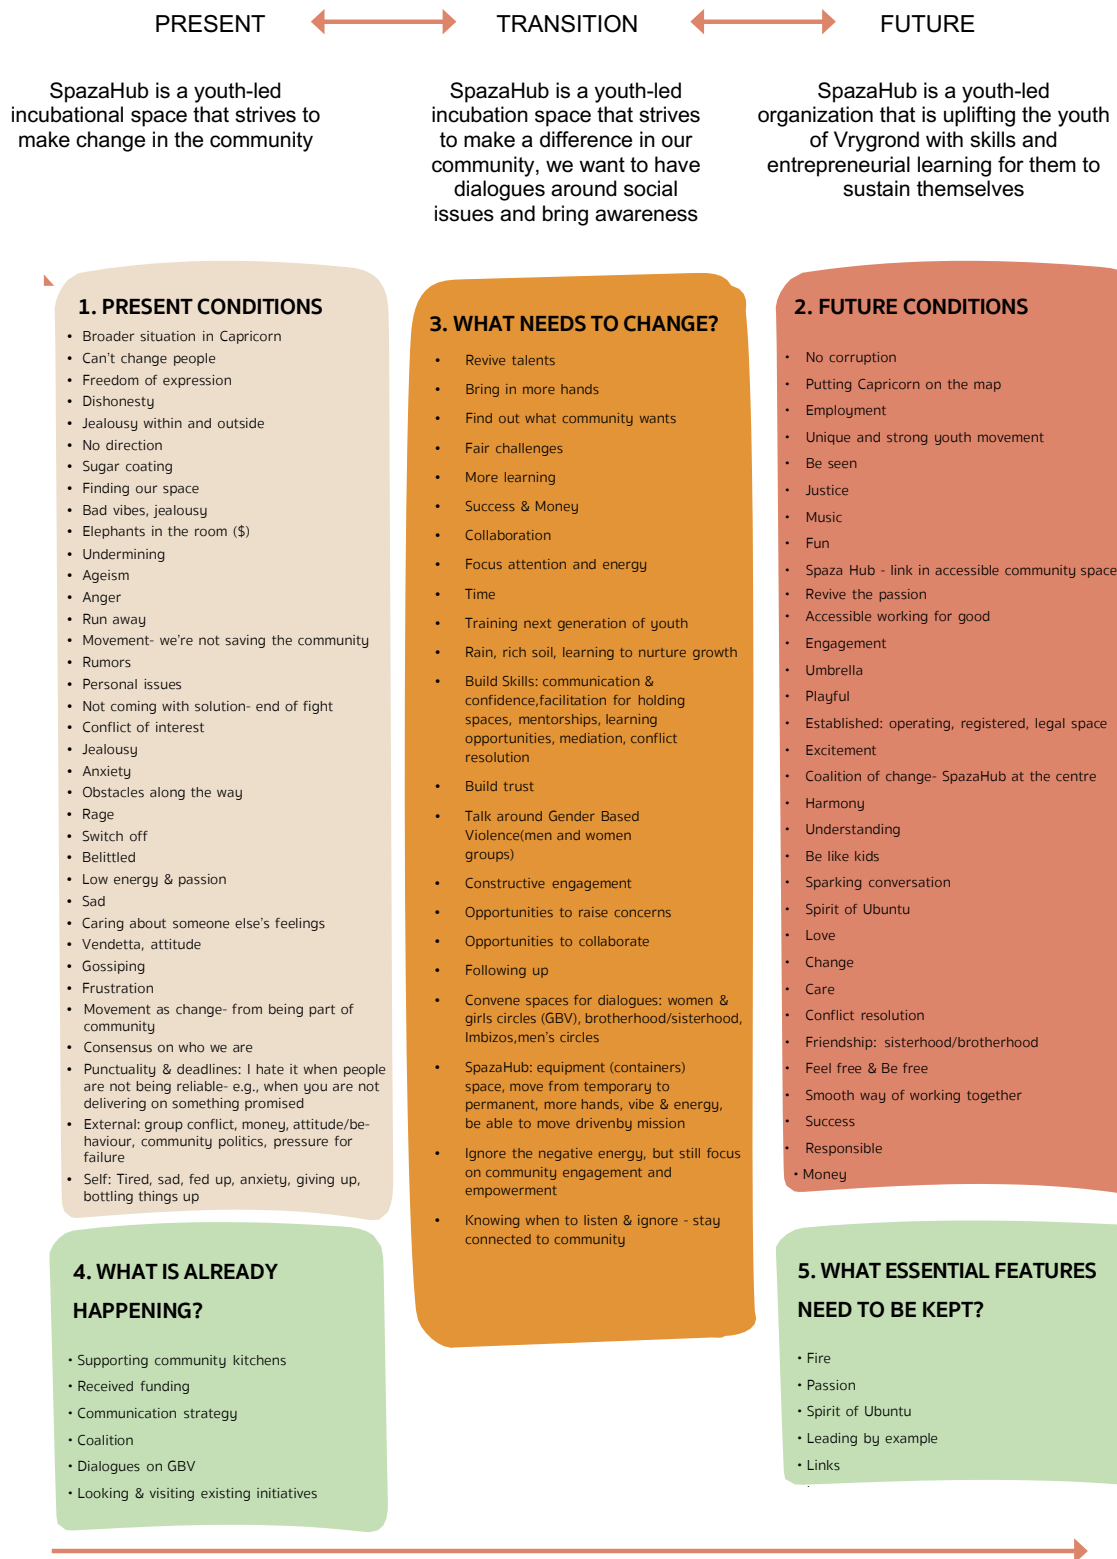 PRESENT
TRANSITION
FUTURE
SpazaHub is a youth-led
incubational space that strives to
make change in the community
SpazaHub is a youth-led
incubation space that strives
to make a difference in our
community, we want to have
dialogues around social
issues and bring awareness
SpazaHub is a youth-led
organization that is uplifting the youth
of Vrygrond with skills and
entrepreneurial learning for them to
sustain themselves
1. PRESENT CONDITIONS
• Broader situation in Capricorn
• Can't change people
• Freedom of expression
• Dishonesty
• Jealousy within and outside
• No direction
• Sugar coating
• Finding our space
• Bad vibes, jealousy
• Elephants in the room ($)
• Undermining
• Ageism
• Anger
• Run away
• Movement- we're not saving the community
• Rumors
• Personal issues
• Not coming with solution- end of fight
• Conflict of interest
• Jealousy
• Anxiety
• Obstacles along the way
• Rage
• Switch off
• Belittled
• Low energy & passion
• Sad
• Caring about someone else's feelings
• Vendetta, attitude
• Gossiping
• Frustration
• Movement as change- from being part of
community
• Consensus on who we are
• Punctuality & deadlines: I hate it when people
are not being reliable- e.g., when you are not
delivering on something promised
• External: group conflict, money, attitude/be-
haviour, community politics, pressure for
failure
• Self: Tired, sad, fed up, anxiety, giving up,
bottling things up
3. WHAT NEEDS TO CHANGE?
• Revive talents
• Bring in more hands
• Find out what community wants
• Fair challenges
• More learning
• Success & Money
• Collaboration
• Focus attention and energy
• Time
• Training next generation of youth
• Rain, rich soil, learning to nurture growth
• Build Skills: communication &
confidence,facilitation for holding
spaces, mentorships, learning
opportunities, mediation, conflict
resolution
• Build trust
• Talk around Gender Based
Violence(men and women
groups)
• Constructive engagement
• Opportunities to raise concerns
• Opportunities to collaborate
• Following up
• Convene spaces for dialogues: women &
girls circles (GBV), brotherhood/sisterhood,
Imbizos,men's circles
• SpazaHub: equipment (containers)
space, move from temporary to
permanent, more hands, vibe & energy,
be able to move drivenby mission
• Ignore the negative energy, but still focus
on community engagement and
empowerment
• Knowing when to listen & ignore - stay
connected to community
2. FUTURE CONDITIONS
• No corruption
• Putting Capricorn on the map
• Employment
• Unique and strong youth movement
• Be seen
• Justice
• Music
• Fun
• Spaza Hub - link in accessible community space
• Revive the passion
• Accessible working for good
• Engagement
• Umbrella
• Playful
• Established: operating, registered, legal space
• Excitement
• Coalition of change- SpazaHub at the centre
• Harmony
• Understanding
• Be like kids
• Sparking conversation
• Spirit of Ubuntu
• Love
• Change
• Care
• Conflict resolution
• Friendship: sisterhood/brotherhood
• Feel free & Be free
• Smooth way of working together
• Success
• Responsible
• Money
4. WHAT IS ALREADY
HAPPENING?
• Supporting community kitchens
• Received funding
• Communication strategy
• Coalition
• Dialogues on GBV
• Looking & visiting existing initiatives
5. WHAT ESSENTIAL FEATURES
NEED TO BE KEPT?
• Fire
• Passion
• Spirit of Ubuntu
• Leading by example
• Links